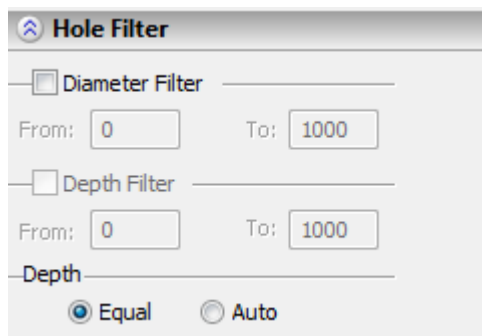 Hole Filter
Diameter Filter
From: 0 To: 1000
Depth Filter
From: 0 To: 1000
Depth
Equal Auto